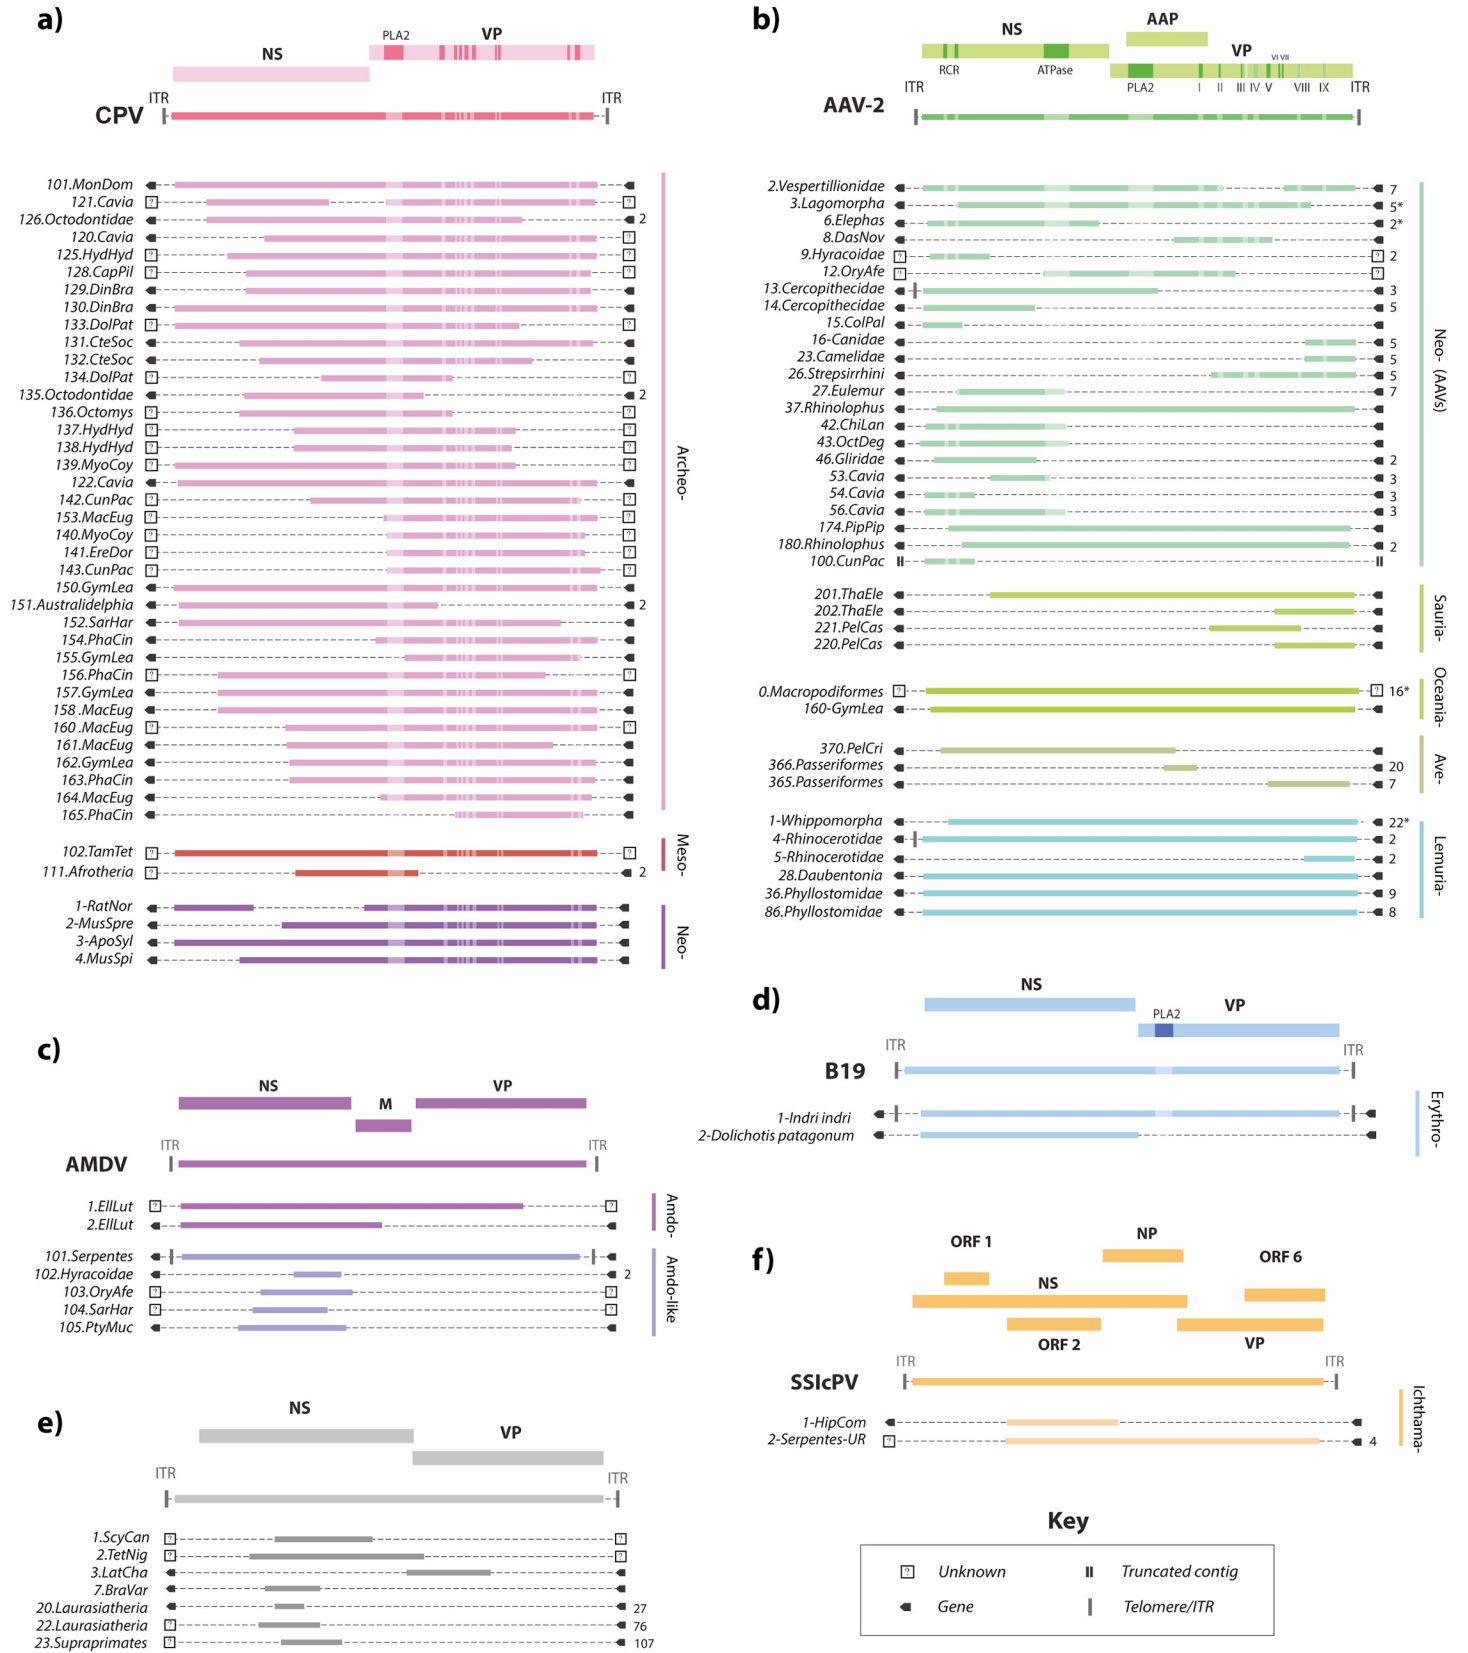 a)
PLA2
VP
NS
ITR
ITR
CPV
101.MonDom
121.Cavia
126.Octodontidae 2
120.Cavia
125.HydHyd
128.CapPil
129.DinBra
130.DinBra
133.DolPat
131.CteSoc
132.CteSoc
134.DolPat
135.Octodontidae 2
136.Octomys
137.HydHyd
138.HydHyd
139.MyoCoy
122.Cavia
142.CunPac
153.MacEug
140.MyoCoy
141.EreDor
143.CunPac
150.GymLea
151.Australidelphia 2
152.SarHar
154.PhaCin
155.GymLea
156.PhaCin
157.GymLea
158.MacEug
160.MacEug
161.MacEug
162.GymLea
163.PhaCin
164.MacEug
165.PhaCin
Archeo-
102.TamTet
111.Afrotheria 2
Meso-
1-RatNor
2-MusSpre
3-ApoSyl
4.MusSpi
Neo-
b)
AAP
NS
VP
VI VII
RCR ATPase
PLA2 I II III IV V VIII IX
ITR
ITR
AAV-2
2.Vespertillionidae 7
3.Lagomorpha 5*
6.Elephas 2*
8.DasNov
9.Hyracoidae 2
12.OryAfe
13.Cercopithecidae 3
14.Cercopithecidae 5
15.ColPal
16-Canidae 5
23.Camelidae 5
26.Strepsirrhini 5
27.Eulemur 7
37.Rhinolophus
42.ChiLan
43.OctDeg
46.Gliridae 2
53.Cavia 3
54.Cavia 3
56.Cavia 3
174.PipPip
180.Rhinolophus 2
100.CunPac
Neo- (AAVs)
201.ThaEle
202.ThaEle
221.PelCas
220.PelCas
Sauria-
0.Macropodiformes 16*
160-GymLea
Oceania-
370.PelCri
366.Passeriformes 20
365.Passeriformes 7
Ave-
1-Whippomorpha 22*
4-Rhinocerotidae 2
5-Rhinocerotidae 2
28.Daubentonia
36.Phyllostomidae 9
86.Phyllostomidae 8
Lemuria-
c)
NS
VP
M
ITR
ITR
AMDV
1.EllLut
2.EllLut
Amdo-
101.Serpentes
102.Hyracoidae 2
103.OryAfe
104.SarHar
105.PtyMuc
Amdo-like
d)
NS
VP
PLA2
ITR
ITR
B19
1-Indri indri
2-Dolichotis patagonum
Erythro-
e)
NS
VP
ITR
ITR
1.ScyCan
2.TetNig
3.LatCha
7.BraVar
20.Laurasiatheria 27
22.Laurasiatheria 76
23.Supraprimates 107
f)
NP
ORF 1
ORF 6
NS
ORF 2
VP
ITR
ITR
SSIcPV
1-HipCom
2-Serpentes-UR 4
Ichthama-
Key
? Unknown
Truncated contig
Gene
Telomere/ITR